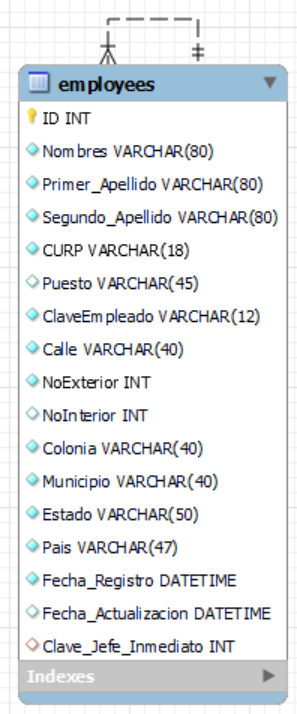 employees
ID INT
Nombres VARCHAR(80)
Primer_Apellido VARCHAR(80)
Segundo_Apellido VARCHAR(80)
CURP VARCHAR(18)
Puesto VARCHAR(45)
ClaveEmpleado VARCHAR(12)
Calle VARCHAR(40)
NoExterior INT
NoInterior INT
Colonia VARCHAR(40)
Municipio VARCHAR(40)
Estado VARCHAR(50)
Pais VARCHAR(47)
Fecha_Registro DATETIME
Fecha_Actualizacion DATETIME
Clave_Jefe_Inmediato INT
Indexes